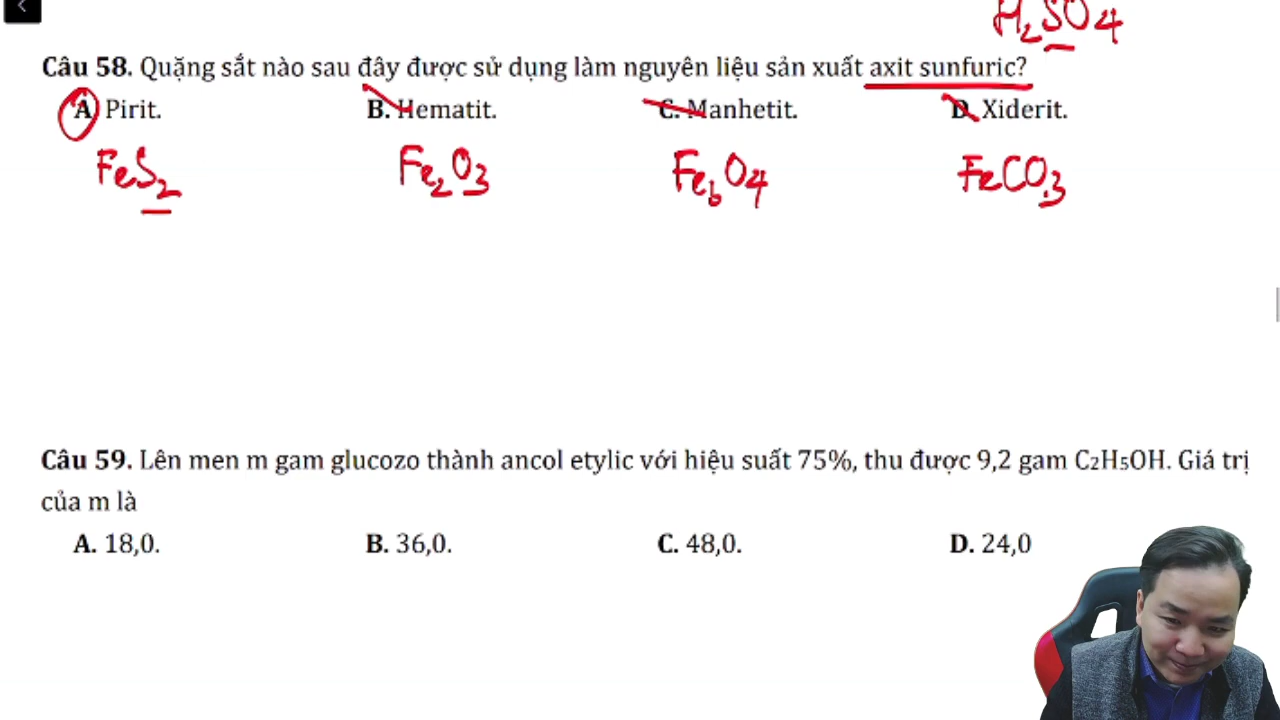 H2SO4
Câu 58. Quặng sắt nào sau đây được sử dụng làm nguyên liệu sản xuất axit sunfuric?
A. Pirit. B. Hematit. C. Manhetit. D. Xiderit.
FeS2 Fe2O3 Fe3O4 FeCO3
Câu 59. Lên men m gam glucozo thành ancol etylic với hiệu suất 75%, thu được 9,2 gam C2H5OH. Giá trị
của m là
A. 18,0. B. 36,0. C. 48,0. D. 24,0